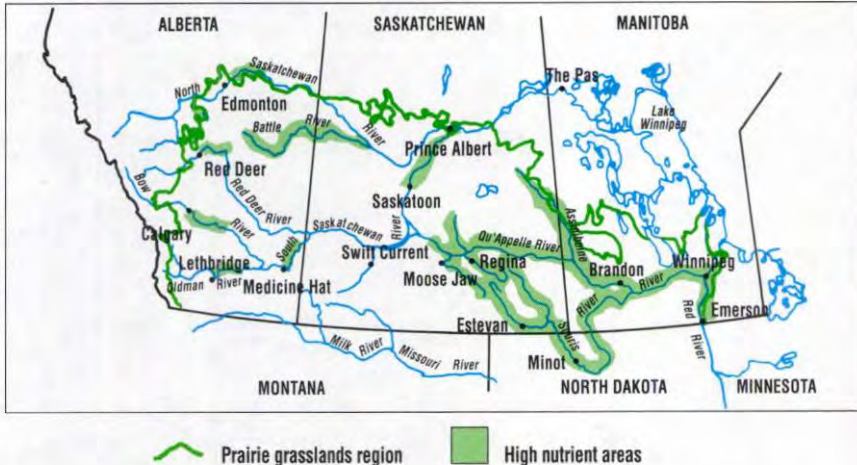 ALBERTA
SASKATCHEWAN
MANITOBA
North
Saskatchewan
River
The Pas
Edmonton
Lake
Winnipeg
Battle
River
Prince Albert
Red Deer
Bow
River
Red Deer River
Saskatoon
Calgary
Saskatchewan
River
Qu'Appelle River
Assiniboine
Lethbridge
South
Swift Current
Regina
Brandon
Winnipeg
Oldman
River
Medicine Hat
Moose Jaw
River
River
Red
Emerson
Estevan
Souris
Milk
River
Missouri
River
Minot
River
MONTANA
NORTH DAKOTA
MINNESOTA
Prairie grasslands region
High nutrient areas